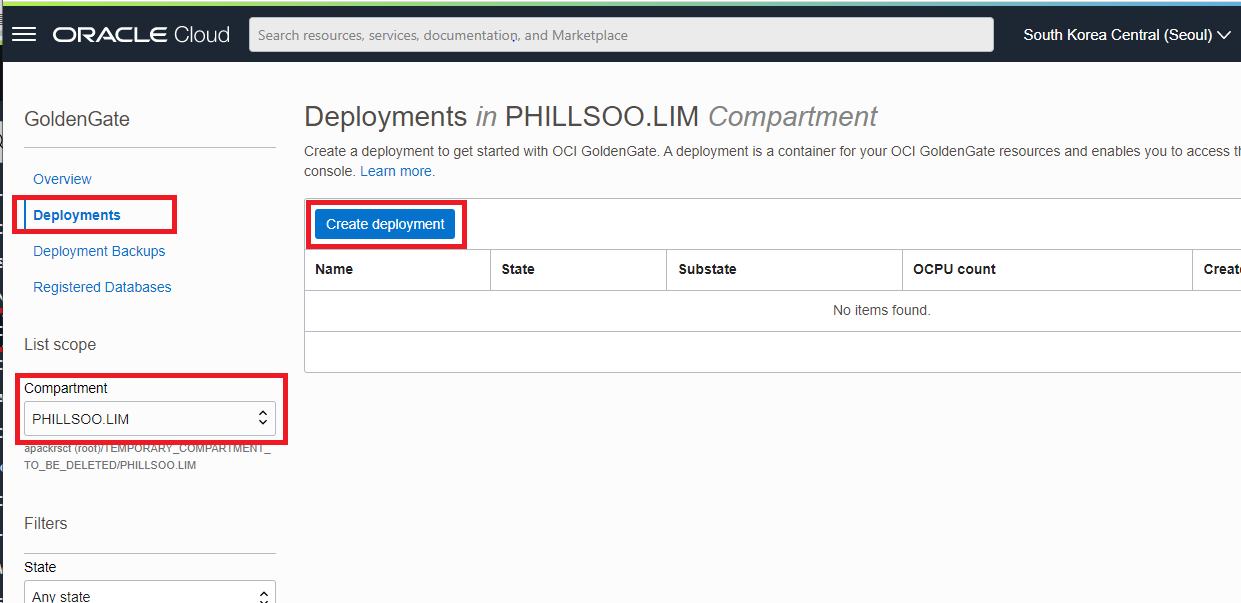 ORACLE Cloud
Search resources, services, documentation, and Marketplace
South Korea Central (Seoul)
GoldenGate
Overview
Deployments
Deployment Backups
Registered Databases
List scope
Compartment
PHILLSOO.LIM
apackrsct (root)/TEMPORARY_COMPARTMENT_
TO_BE_DELETED/PHILLSOO.LIM
Filters
State
Any state
Deployments in PHILLSOO.LIM Compartment
Create a deployment to get started with OCI GoldenGate. A deployment is a container for your OCI GoldenGate resources and enables you to access
console. Learn more.
Create deployment
Name State Substate OCPU count
No items found.